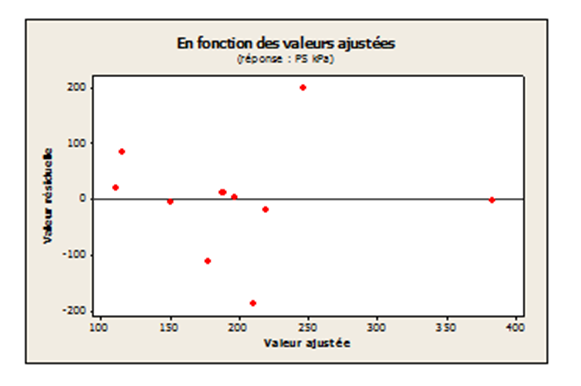 En fonction des valeurs ajustées
(réponse : PS kPa)
200
100
0
-100
-200
Valeur résiduelle
100 150 200 250 300 350 400
Valeur ajustée